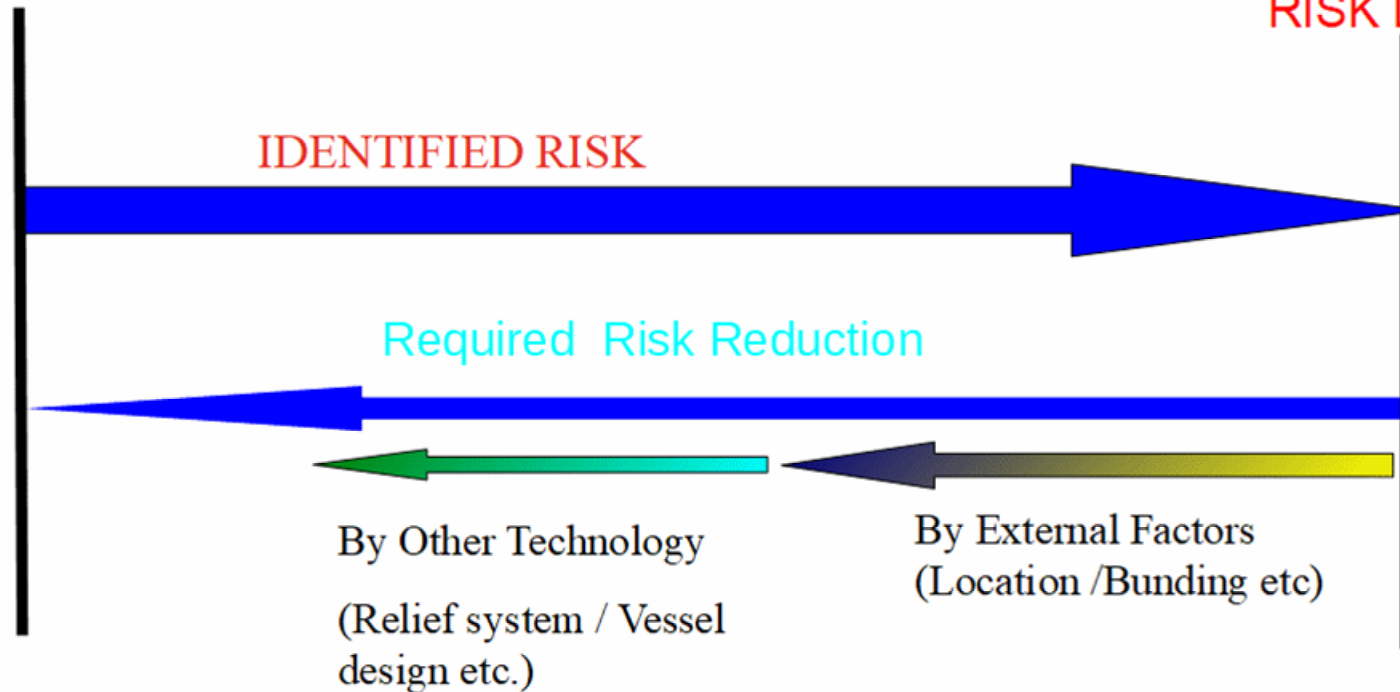 RISK
IDENTIFIED RISK
Required Risk Reduction
By Other Technology
(Relief system / Vessel
design etc.)
By External Factors
(Location /Bunding etc)